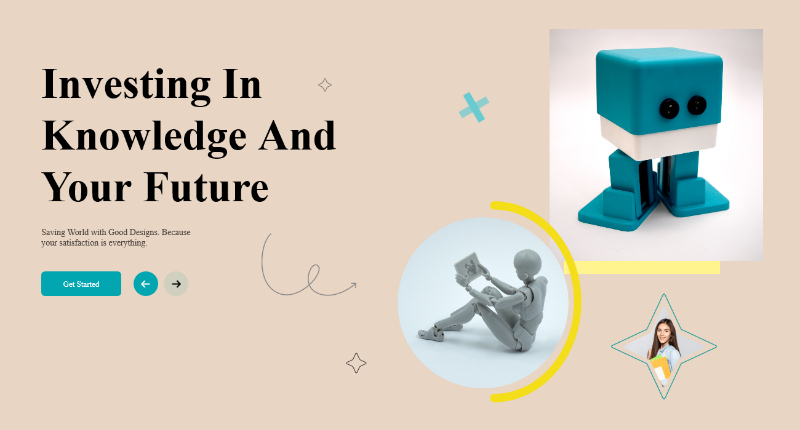 Investing In
Knowledge And
Your Future
Saving World with Good Designs. Because
your satisfaction is everything.
Get Started